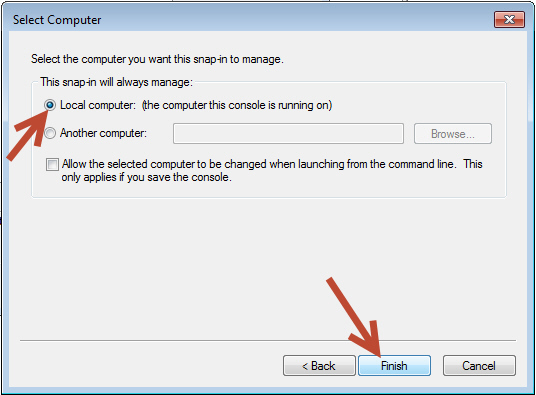 Select Computer
Select the computer you want this snap-in to manage.
This snap-in will always manage:
Local computer:  (the computer this console is running on)
Another computer:
Browse...
Allow the selected computer to be changed when launching from the command line.  This
only applies if you save the console.
< Back
Finish
Cancel